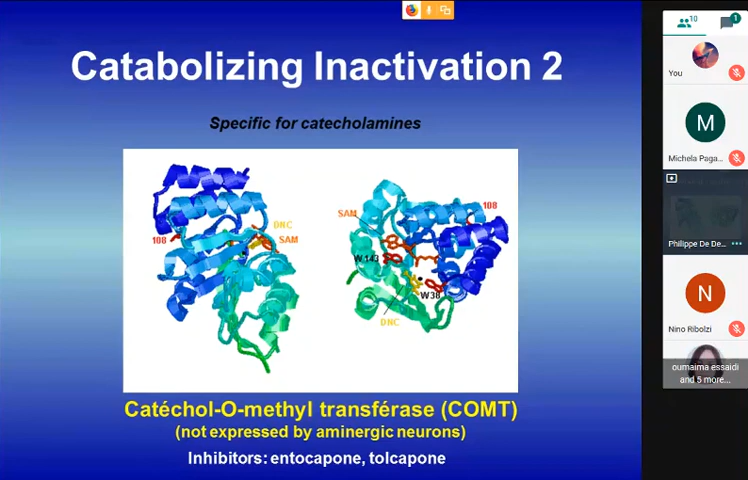 Catabolizing Inactivation 2
Specific for catecholamines
108
DNC
SAM
SAM
108
W143
W38
DNC
Catéchol-O-methyl transférase (COMT)
(not expressed by aminergic neurons)
Inhibitors: entocapone, tolcapone
10
1
You
M
Michela Paga...
Philippe De De...
N
Nino Ribolzi
oumaima essaidi
and 5 more...